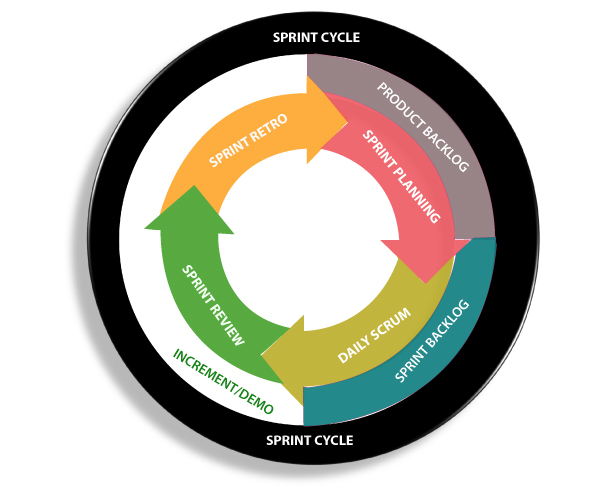 SPRINT CYCLE
PRODUCT BACKLOG
SPRINT RETRO
SPRINT PLANNING
SPRINT REVIEW
DAILY SCRUM
SPRINT BACKLOG
INCREMENT/DEMO
SPRINT CYCLE